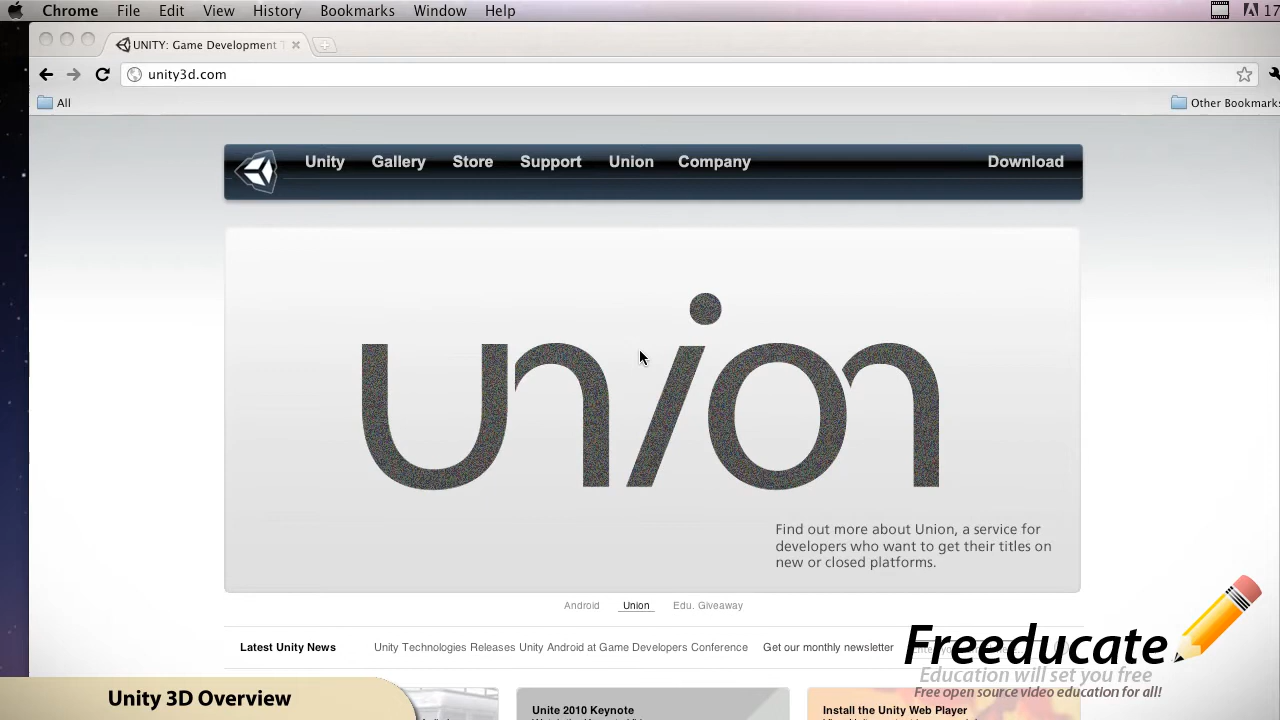 Chrome File Edit View History Bookmarks Window Help 17
UNITY: Game Development T
unity3d.com
All Other Bookmarks
Unity Gallery Store Support Union Company Download
union
Find out more about Union, a service for
developers who want to get their titles on
new or closed platforms.
Android Union Edu. Giveaway
Latest Unity News Unity Technologies Releases Unity Android at Game Developers Conference Get our monthly newsletter
Freeducate
Education will set you free
Free open source video education for all!
Unity 3D Overview
Unite 2010 Keynote
Install the Unity Web Player